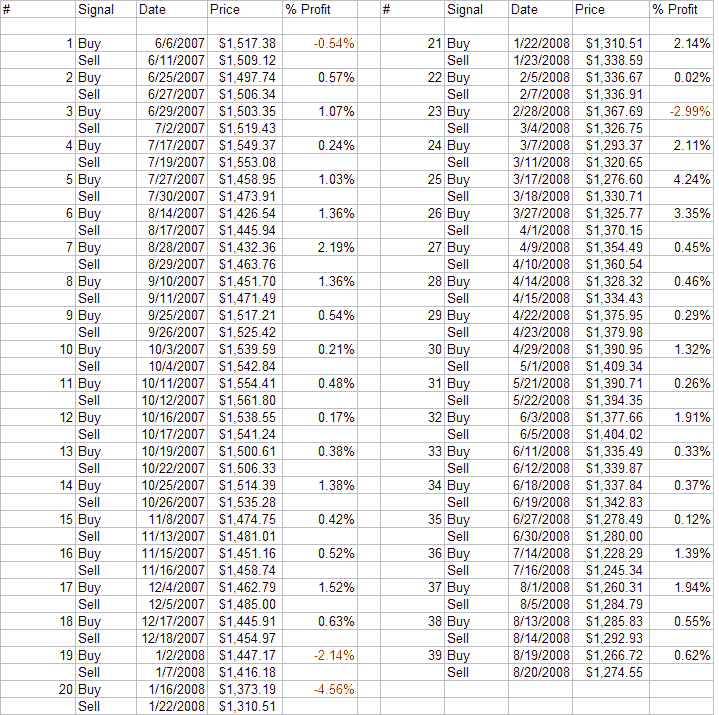 # Signal Date Price % Profit # Signal Date Price % Profit
1 Buy 6/6/2007 $1,517.38 -0.54% 21 Buy 1/22/2008 $1,310.51 2.14%
Sell 6/11/2007 $1,509.12 Sell 1/23/2008 $1,338.59
2 Buy 6/25/2007 $1,497.74 0.57% 22 Buy 2/5/2008 $1,336.67 0.02%
Sell 6/27/2007 $1,506.34 Sell 2/7/2008 $1,336.91
3 Buy 6/29/2007 $1,503.35 1.07% 23 Buy 2/28/2008 $1,367.69 -2.99%
Sell 7/2/2007 $1,519.43 Sell 3/4/2008 $1,326.75
4 Buy 7/17/2007 $1,549.37 0.24% 24 Buy 3/7/2008 $1,293.37 2.11%
Sell 7/19/2007 $1,553.08 Sell 3/11/2008 $1,320.65
5 Buy 7/27/2007 $1,458.95 1.03% 25 Buy 3/17/2008 $1,276.60 4.24%
Sell 7/30/2007 $1,473.91 Sell 3/18/2008 $1,330.71
6 Buy 8/14/2007 $1,426.54 1.36% 26 Buy 3/27/2008 $1,325.77 3.35%
Sell 8/17/2007 $1,445.94 Sell 4/1/2008 $1,370.15
7 Buy 8/28/2007 $1,432.36 2.19% 27 Buy 4/9/2008 $1,354.49 0.45%
Sell 8/29/2007 $1,463.76 Sell 4/10/2008 $1,360.54
8 Buy 9/10/2007 $1,451.70 1.36% 28 Buy 4/14/2008 $1,328.32 0.46%
Sell 9/11/2007 $1,471.49 Sell 4/15/2008 $1,334.43
9 Buy 9/25/2007 $1,517.21 0.54% 29 Buy 4/22/2008 $1,375.95 0.29%
Sell 9/26/2007 $1,525.42 Sell 4/23/2008 $1,379.98
10 Buy 10/3/2007 $1,539.59 0.21% 30 Buy 4/29/2008 $1,390.95 1.32%
Sell 10/4/2007 $1,542.84 Sell 5/1/2008 $1,409.34
11 Buy 10/11/2007 $1,554.41 0.48% 31 Buy 5/21/2008 $1,390.71 0.26%
Sell 10/12/2007 $1,561.80 Sell 5/22/2008 $1,394.35
12 Buy 10/16/2007 $1,538.55 0.17% 32 Buy 6/3/2008 $1,377.66 1.91%
Sell 10/17/2007 $1,541.24 Sell 6/5/2008 $1,404.02
13 Buy 10/19/2007 $1,500.61 0.38% 33 Buy 6/11/2008 $1,335.49 0.33%
Sell 10/22/2007 $1,506.33 Sell 6/12/2008 $1,339.87
14 Buy 10/25/2007 $1,514.39 1.38% 34 Buy 6/18/2008 $1,337.84 0.37%
Sell 10/26/2007 $1,535.28 Sell 6/19/2008 $1,342.83
15 Buy 11/8/2007 $1,474.75 0.42% 35 Buy 6/27/2008 $1,278.49 0.12%
Sell 11/13/2007 $1,481.01 Sell 6/30/2008 $1,280.00
16 Buy 11/15/2007 $1,451.16 0.52% 36 Buy 7/14/2008 $1,228.29 1.39%
Sell 11/16/2007 $1,458.74 Sell 7/16/2008 $1,245.34
17 Buy 12/4/2007 $1,462.79 1.52% 37 Buy 8/1/2008 $1,260.31 1.94%
Sell 12/5/2007 $1,485.00 Sell 8/5/2008 $1,284.79
18 Buy 12/17/2007 $1,445.91 0.63% 38 Buy 8/13/2008 $1,285.83 0.55%
Sell 12/18/2007 $1,454.97 Sell 8/14/2008 $1,292.93
19 Buy 1/2/2008 $1,447.17 -2.14% 39 Buy 8/19/2008 $1,266.72 0.62%
Sell 1/7/2008 $1,416.18 Sell 8/20/2008 $1,274.55
20 Buy 1/16/2008 $1,373.19 -4.56%
Sell 1/22/2008 $1,310.51